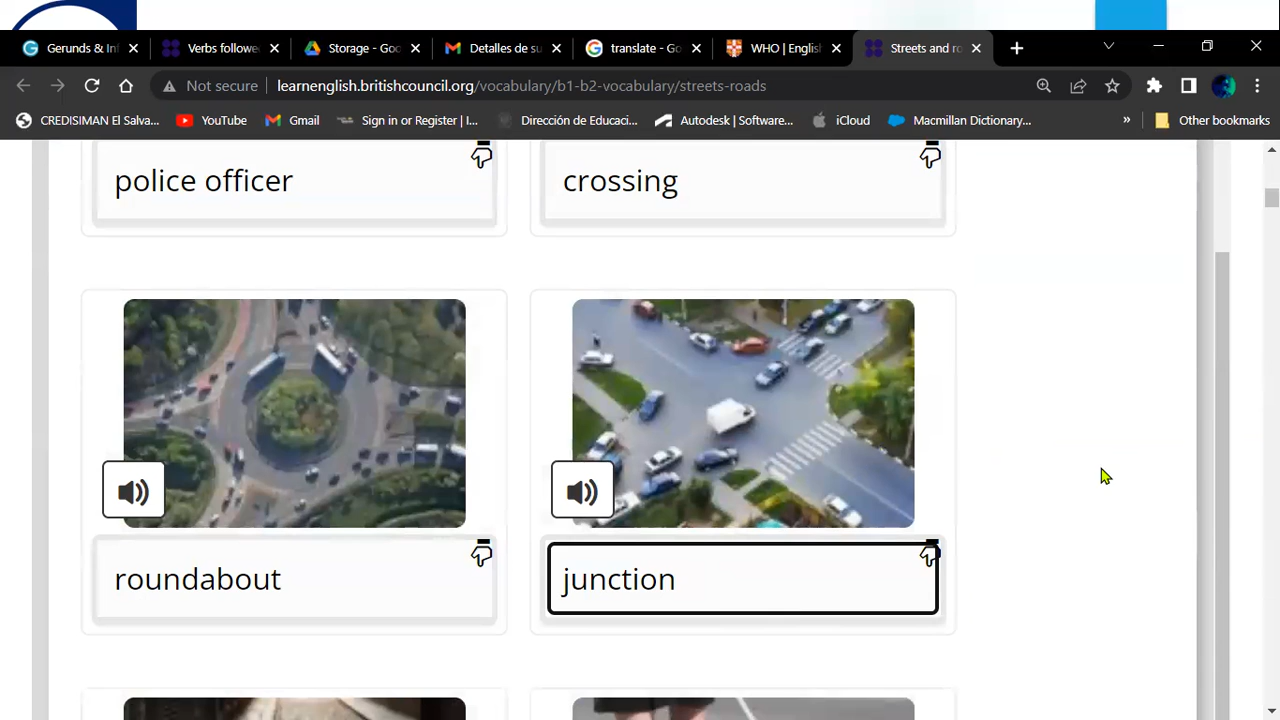 Gerunds & Inf
Verbs followe
Storage - Goo
Detalles de su
translate - Go
WHO | English
Streets and ro
Not secure
learnenglish.britishcouncil.org/vocabulary/b1-b2-vocabulary/streets-roads
CREDISIMAN El Salva...
YouTube
Gmail
Sign in or Register | I...
Dirección de Educaci...
Autodesk | Software...
iCloud
Macmillan Dictionary...
»
Other bookmarks
police officer
crossing
roundabout
junction